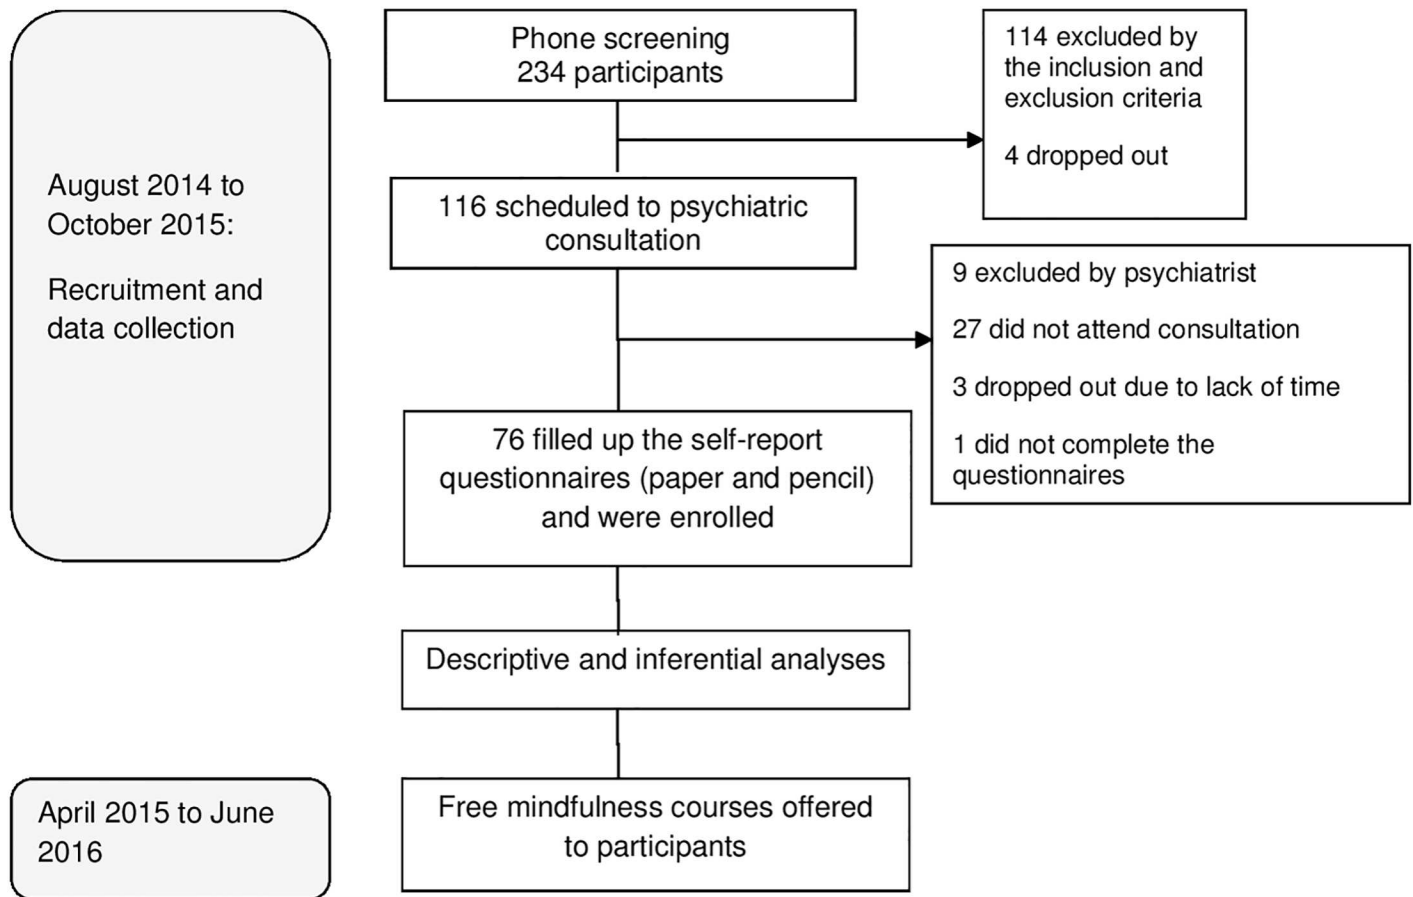 August 2014 to
October 2015:
Recruitment and
data collection
Phone screening
234 participants
114 excluded by
the inclusion and
exclusion criteria
4 dropped out
116 scheduled to psychiatric
consultation
9 excluded by psychiatrist
27 did not attend consultation
3 dropped out due to lack of time
1 did not complete the
questionnaires
76 filled up the self-report
questionnaires (paper and pencil)
and were enrolled
Descriptive and inferential analyses
April 2015 to June
2016
Free mindfulness courses offered
to participants